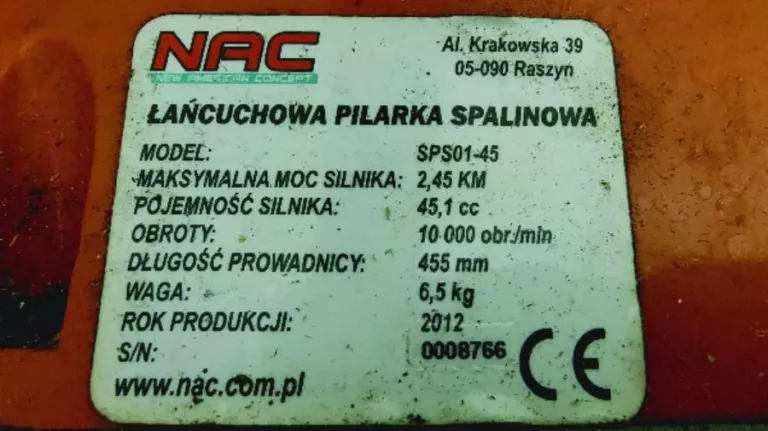 NAC
NEW AMERICAN CONCEPT
Al. Krakowska 39
05-090 Raszyn
ŁAŃCUCHOWA PILARKA SPALINOWA
MODEL: SPS01-45
MAKSYMALNA MOC SILNIKA: 2,45 KM
POJEMNOŚĆ SILNIKA: 45,1 cc
OBROTY: 10 000 obr./min
DŁUGOŚĆ PROWADNICY: 455 mm
WAGA: 6,5 kg
ROK PRODUKCJI: 2012
S/N: 0008766
www.nac.com.pl
CE